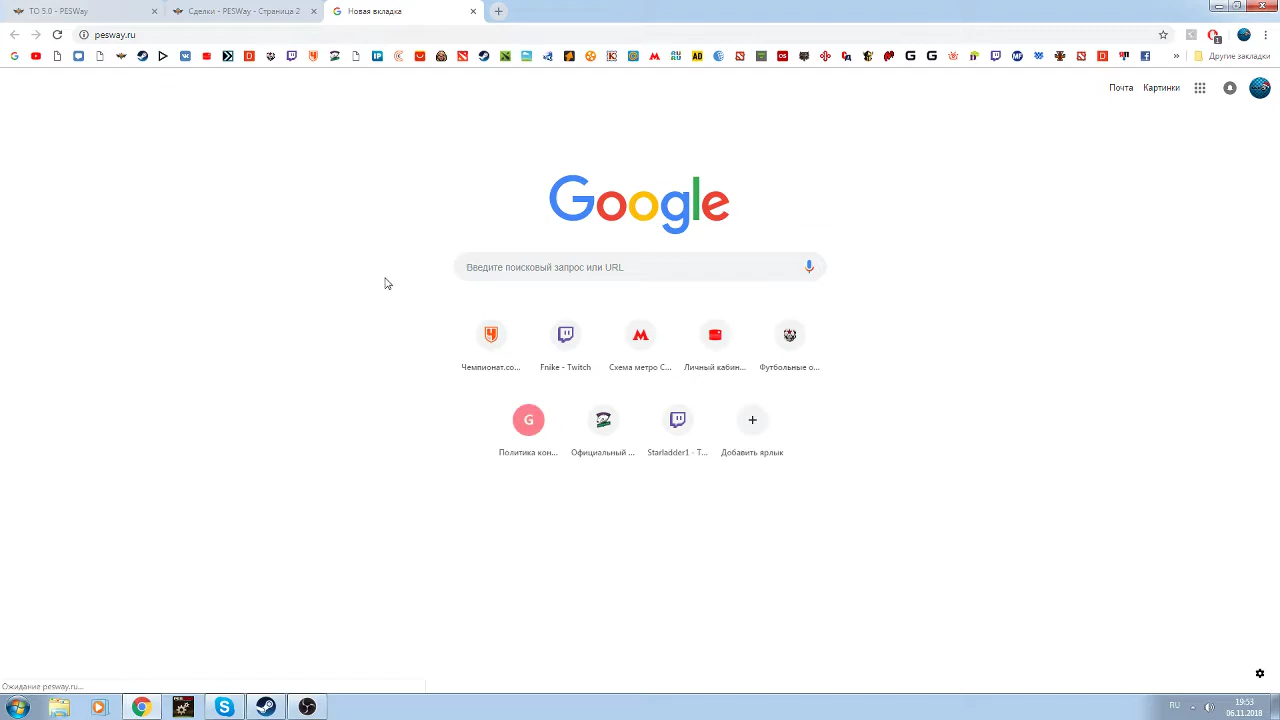 ТО 5.0 - PESWay
Сделки - PESWay - Страница 2
Новая вкладка
pesway.ru
Другие закладки
Почта
Картинки
Google
Введите поисковый запрос или URL
Чемпионат.co...
Fnike - Twitch
Схема метро С...
Личный кабин...
Футбольные о...
G
Политика кон...
Официальный ...
Starladder1 - T...
Добавить ярлык
Ожидание pesway.ru...
RU
19:53
06.11.2018